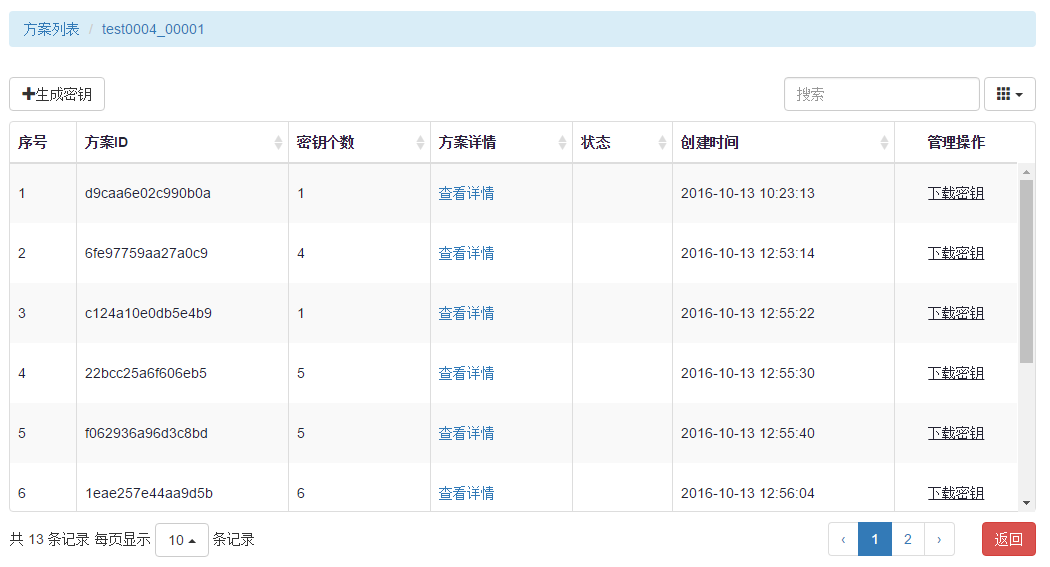 方案列表 / test0004_00001
生成密钥 搜索
序号 方案ID 密钥个数 方案详情 状态 创建时间 管理操作
1 d9caa6e02c990b0a 1 查看详情 2016-10-13 10:23:13 下载密钥
2 6fe97759aa27a0c9 4 查看详情 2016-10-13 12:53:14 下载密钥
3 c124a10e0db5e4b9 1 查看详情 2016-10-13 12:55:22 下载密钥
4 22bcc25a6f606eb5 5 查看详情 2016-10-13 12:55:30 下载密钥
5 f062936a96d3c8bd 5 查看详情 2016-10-13 12:55:40 下载密钥
6 1eae257e44aa9d5b 6 查看详情 2016-10-13 12:56:04 下载密钥
共 13 条记录 每页显示 10 条记录 ‹ 1 2 › 返回